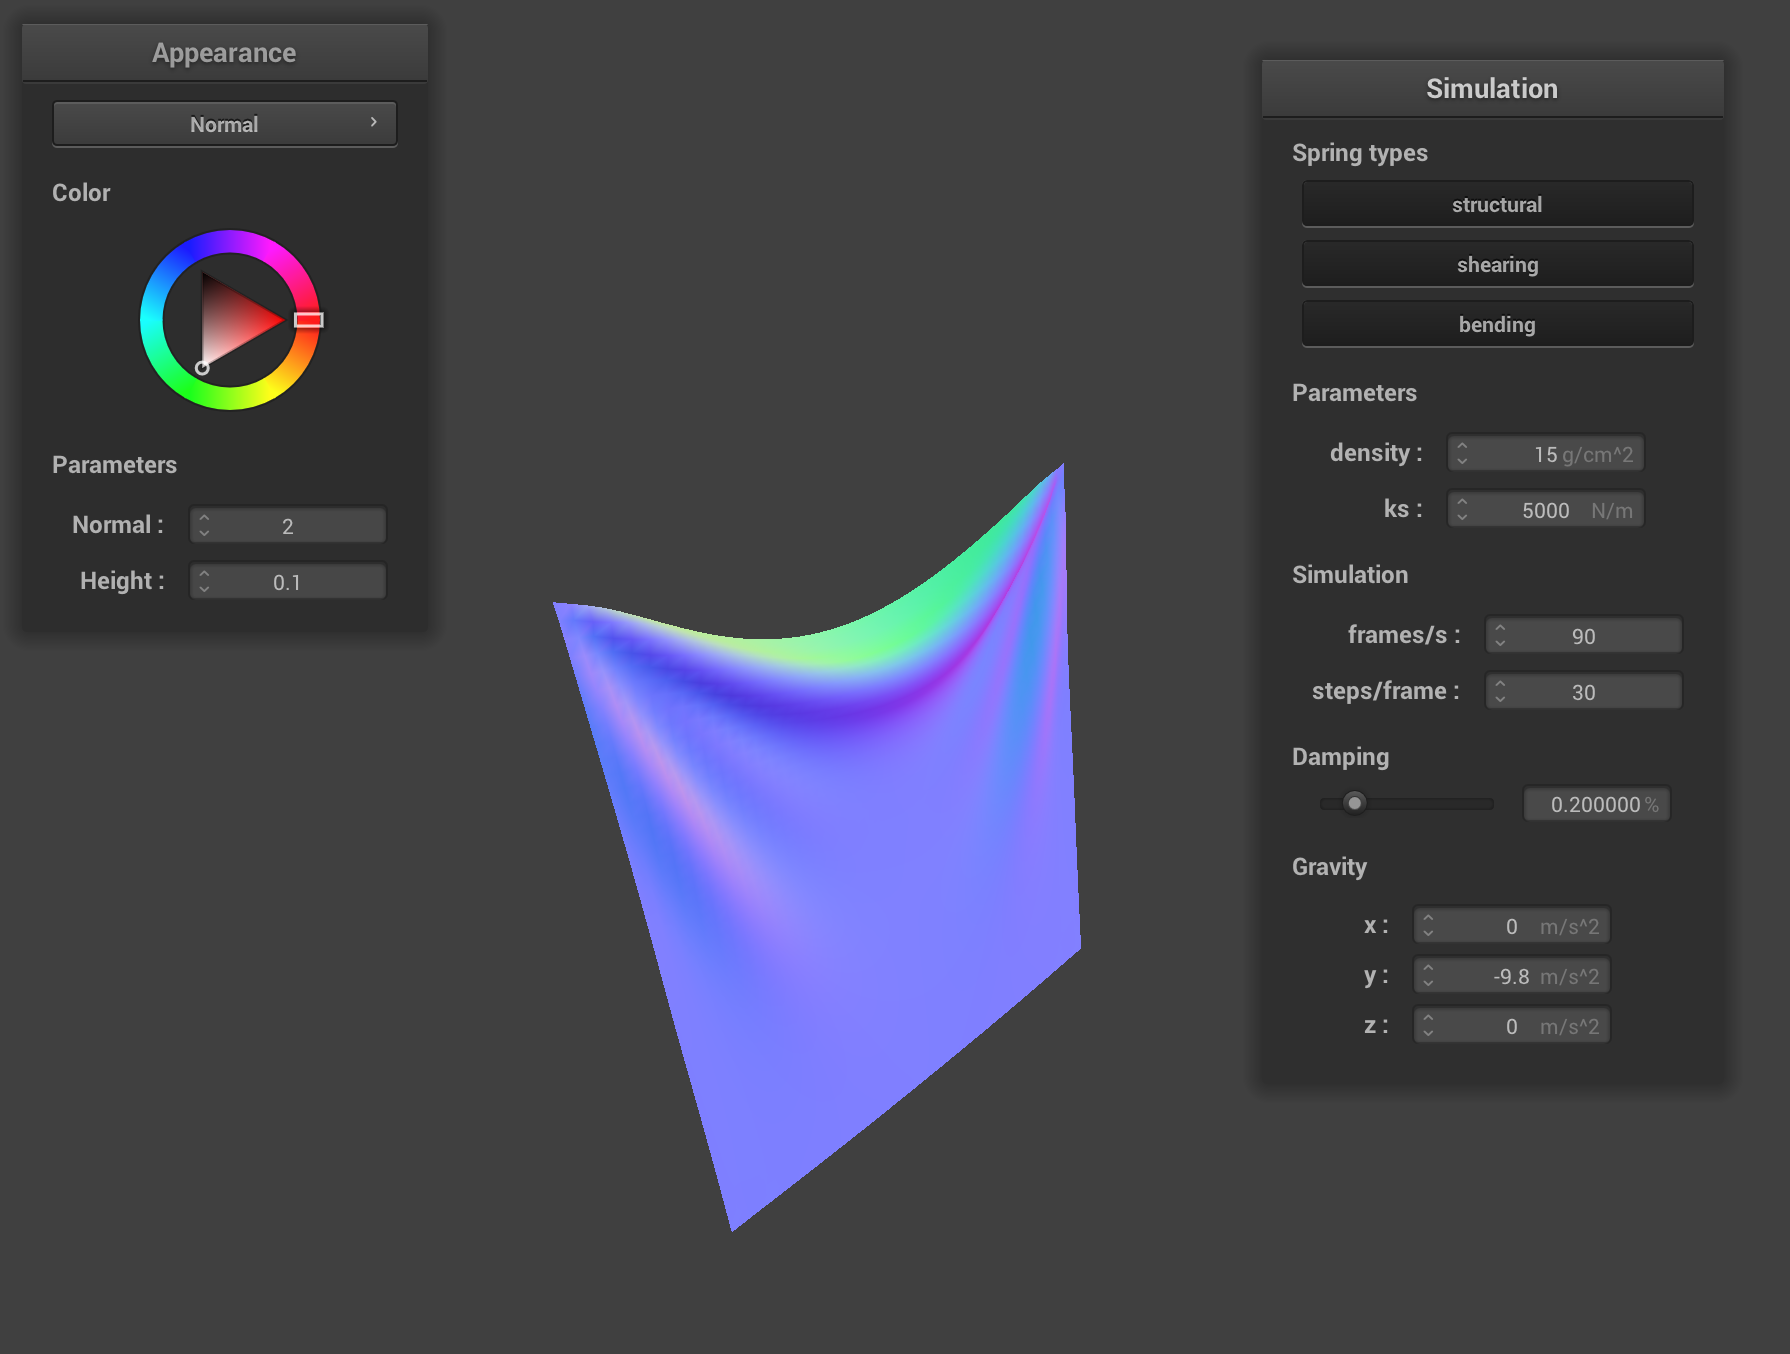 Appearance
Normal
Color
Parameters
Normal : 2
Height : 0.1
Simulation
Spring types
structural
shearing
bending
Parameters
density : 15 g/cm^2
ks : 5000 N/m
Simulation
frames/s : 90
steps/frame : 30
Damping
0.200000 %
Gravity
x : 0 m/s^2
y : -9.8 m/s^2
z : 0 m/s^2